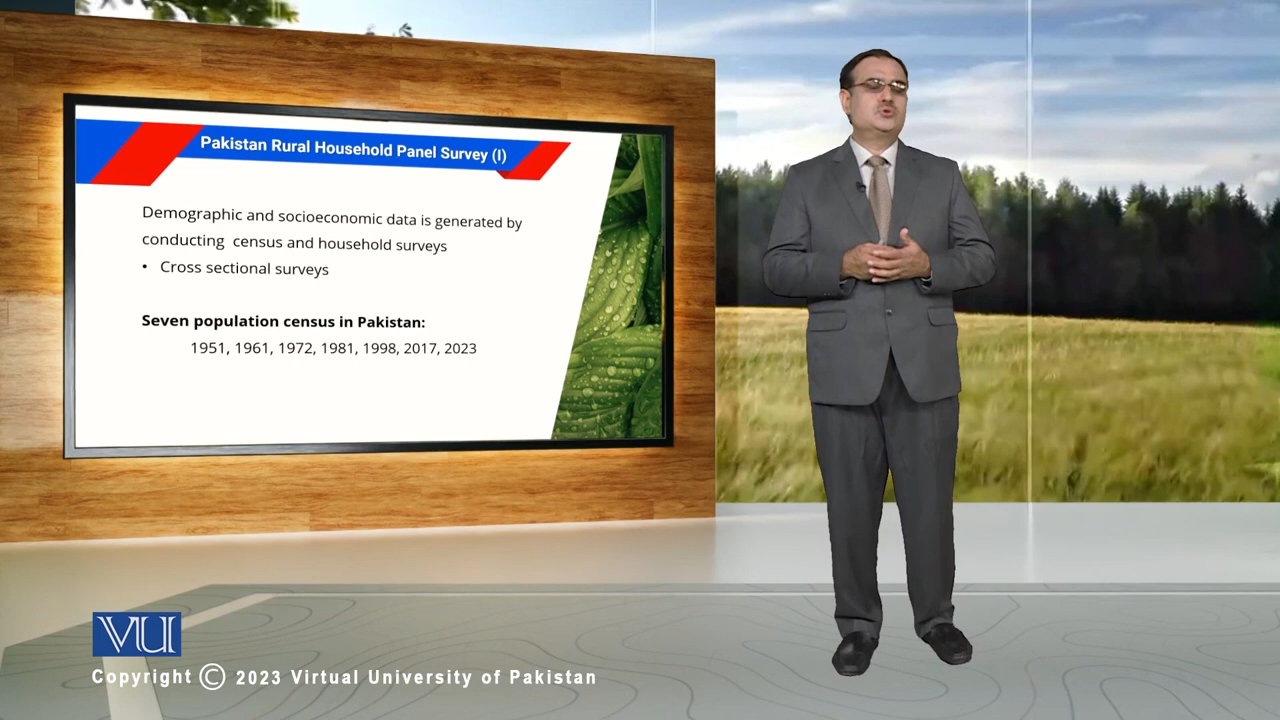 Pakistan Rural Household Panel Survey (I)
Demographic and socioeconomic data is generated by
conducting census and household surveys
• Cross sectional surveys
Seven population census in Pakistan:
1951, 1961, 1972, 1981, 1998, 2017, 2023
VU
Copyright © 2023 Virtual University of Pakistan